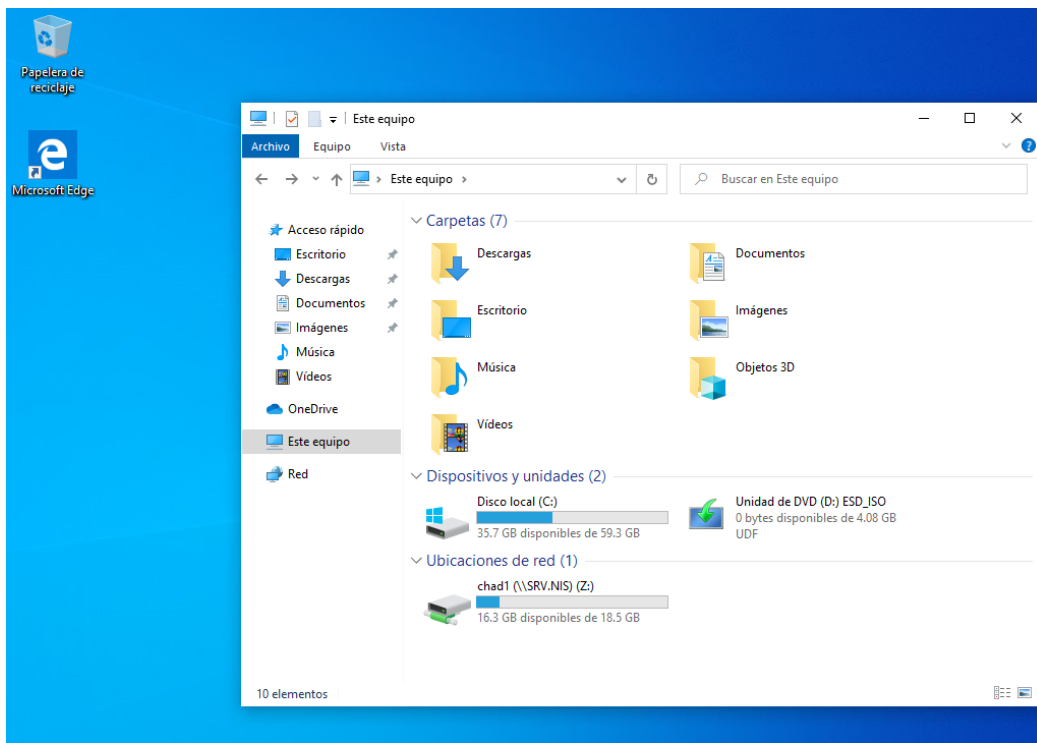 Papelera de
reciclaje
Microsoft Edge
Este equipo
Archivo Equipo Vista
Este equipo
Buscar en Este equipo
Acceso rápido
Escritorio
Descargas
Documentos
Imágenes
Música
Vídeos
OneDrive
Este equipo
Red
Carpetas (7)
Descargas
Documentos
Escritorio
Imágenes
Música
Objetos 3D
Vídeos
Dispositivos y unidades (2)
Disco local (C:)
35.7 GB disponibles de 59.3 GB
Unidad de DVD (D:) ESD_ISO
0 bytes disponibles de 4.08 GB
UDF
Ubicaciones de red (1)
chad1 (\\SRV.NIS) (Z:)
16.3 GB disponibles de 18.5 GB
10 elementos